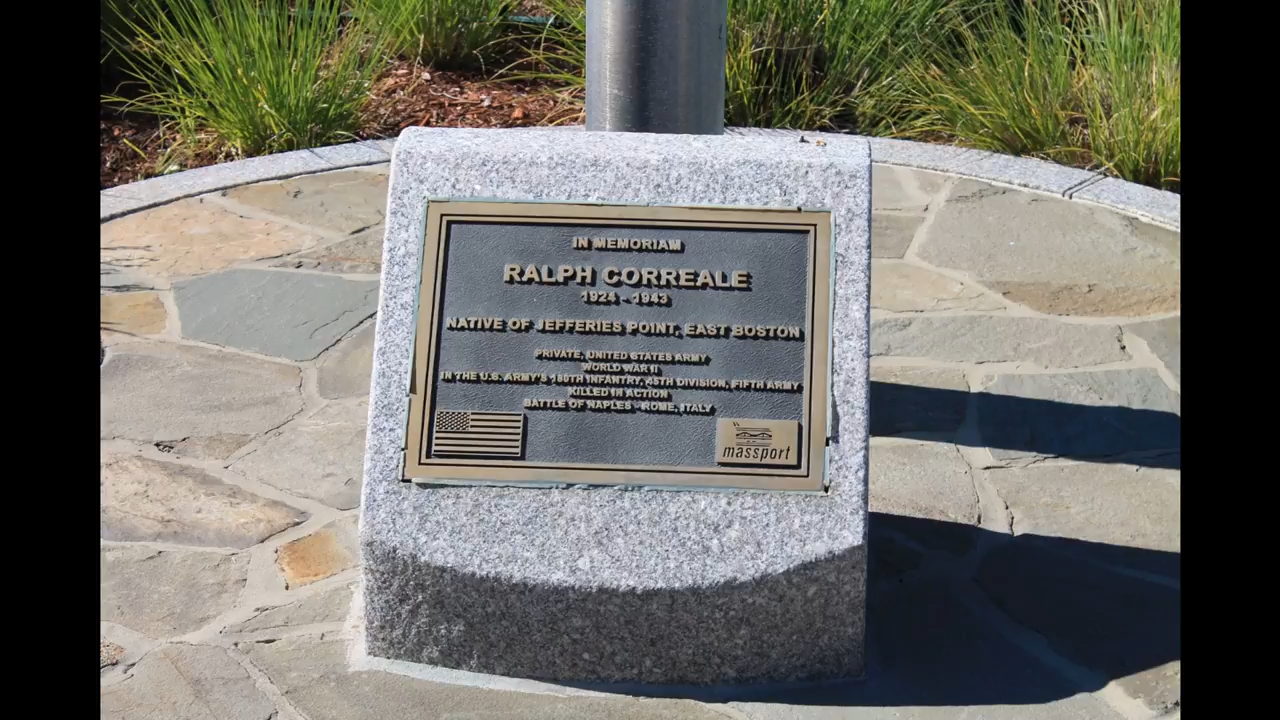 IN MEMORIAM
RALPH CORREALE
1924 - 1943
NATIVE OF JEFFERIES POINT, EAST BOSTON
PRIVATE, UNITED STATES ARMY
WORLD WAR II
IN THE U.S. ARMY'S 180TH INFANTRY, 45TH DIVISION, FIFTH ARMY
KILLED IN ACTION
BATTLE OF NAPLES - ROME, ITALY
massport